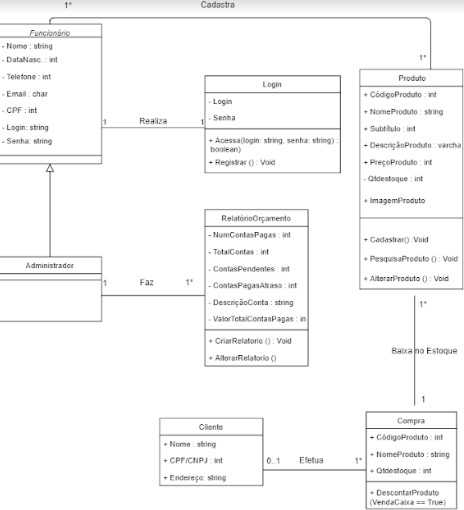 1*
Cadastra
Funcionário
- Nome : string
- DataNasc. : int
- Telefone : int
- Email : char
- CPF : int
- Login: string
- Senha: string
1
Realiza
1
Login
- Login
- Senha
+ Acessa(login: string, senha: string) :
boolean)
+ Registrar () : Void
1*
Produto
+ CódigoProduto : int
+ NomeProduto : string
+ Subtítulo : int
+ DescriçãoProduto : varcha
+ PreçoProduto : int
- Qtdestoque : int
+ ImagemProduto
+ Cadastrar() :Void
+ PesquisaProduto () : Void
+ AlterarProduto () : Void
Administrador
1
Faz
1*
RelatórioOrçamento
- NumContasPagas : int
- TotalContas : int
- ContasPendentes : int
- ContasPagasAtraso : int
- DescriçãoConta : string
- ValorTotalContasPagas : in
+ CriarRelatorio () : Void
+ AlterarRelatorio ()
1*
Baixa no Estoque
1
Cliente
+ Nome : string
+ CPF/CNPJ : int
+ Endereço: string
0..1
Efetua
1*
Compra
+ CódigoProduto : int
+ NomeProduto : string
+ Qtdestoque : int
+ DescontarProduto
(VendaCaixa == True)